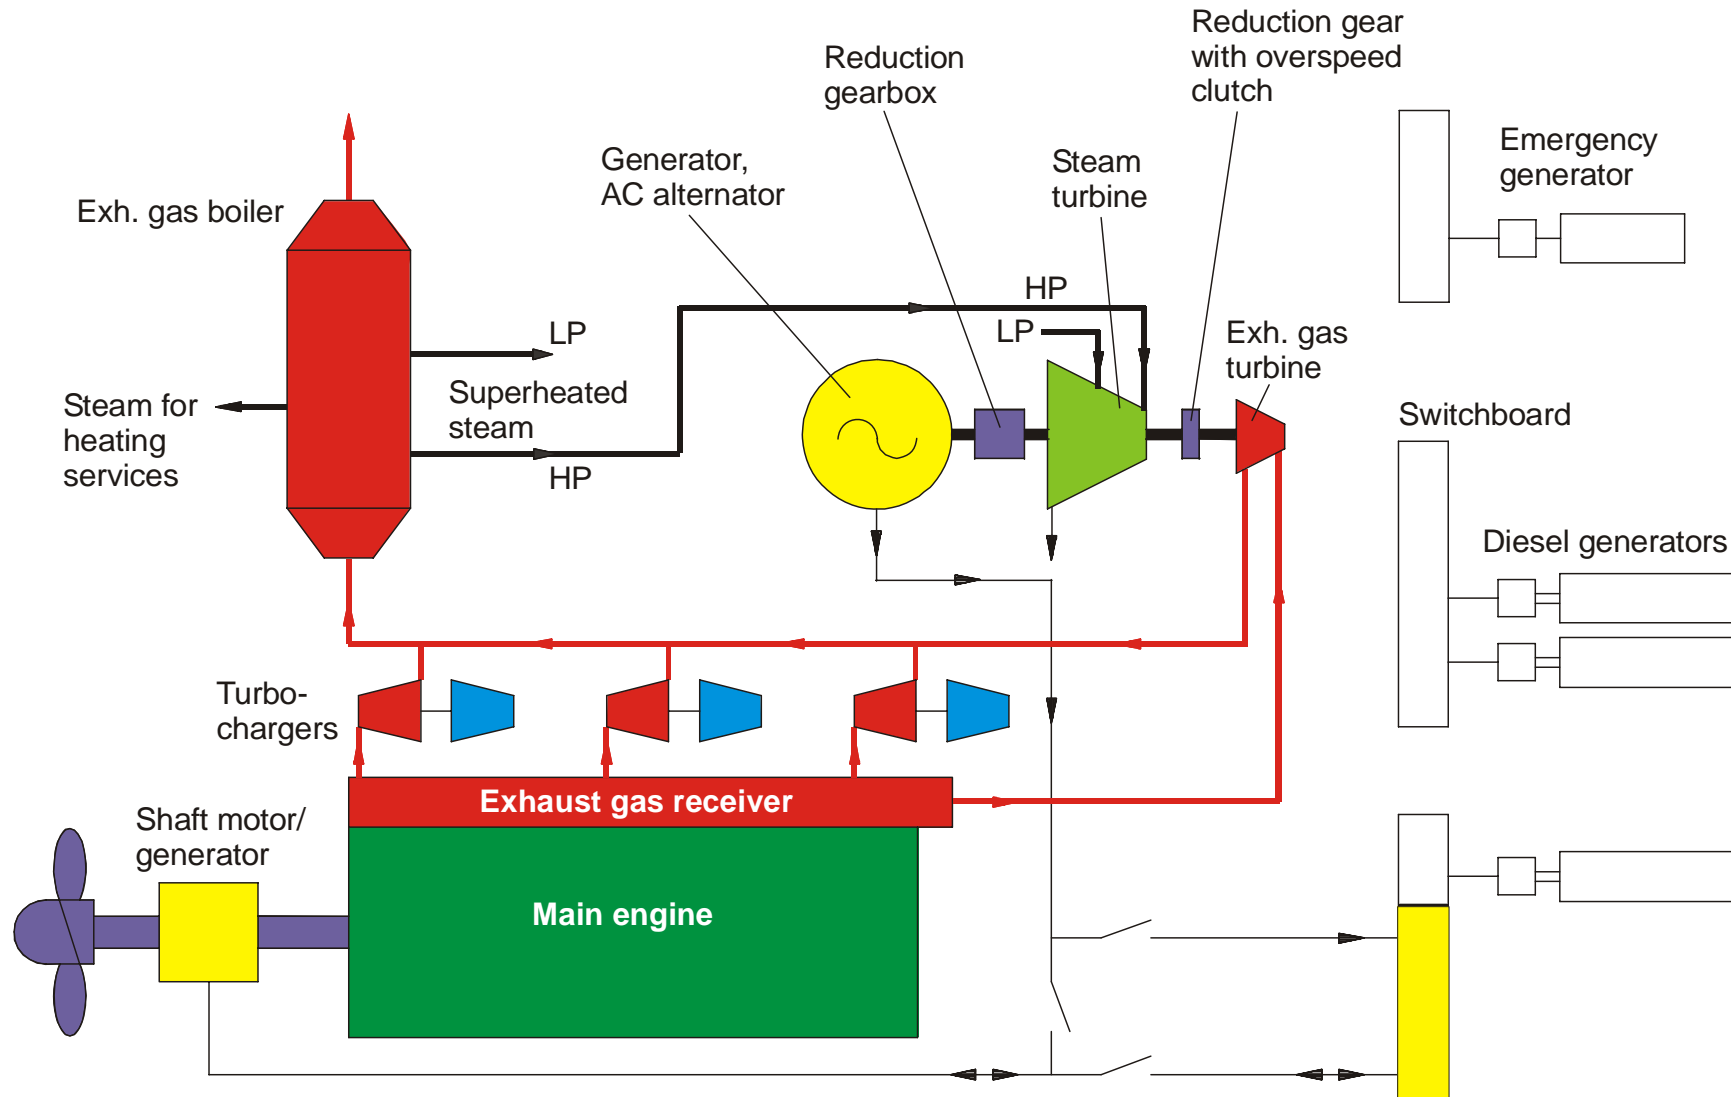 Reduction gear
with overspeed
clutch
Reduction
gearbox
Emergency
generator
Generator,
AC alternator
Steam
turbine
Exh. gas boiler
HP
LP
LP
Exh. gas
turbine
Superheated
steam
HP
Steam for
heating
services
Switchboard
Diesel generators
Turbo-
chargers
Exhaust gas receiver
Shaft motor/
generator
Main engine